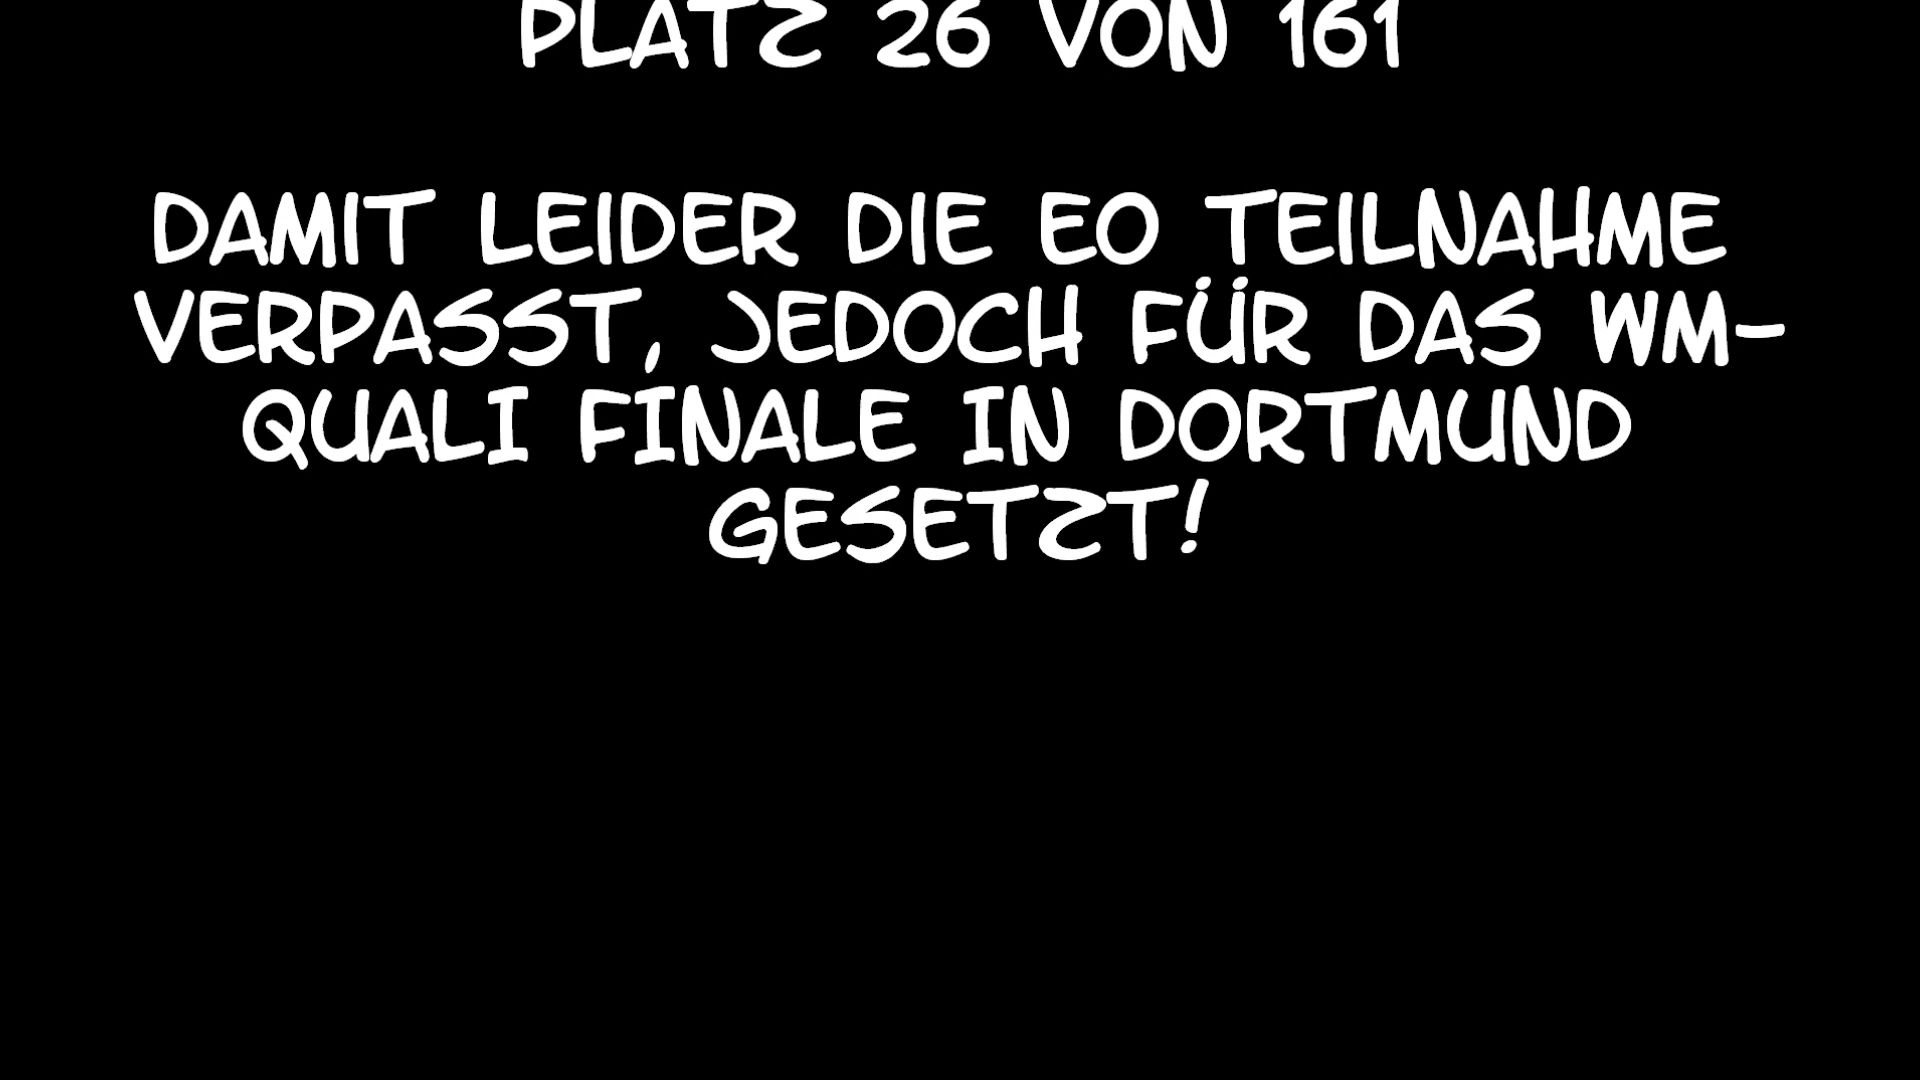 PLATZ 26 VON 161
DAMIT LEIDER DIE EO TEILNAHME
VERPASST, JEDOCH FÜR DAS WM-
QUALI FINALE IN DORTMUND
GESETZT!